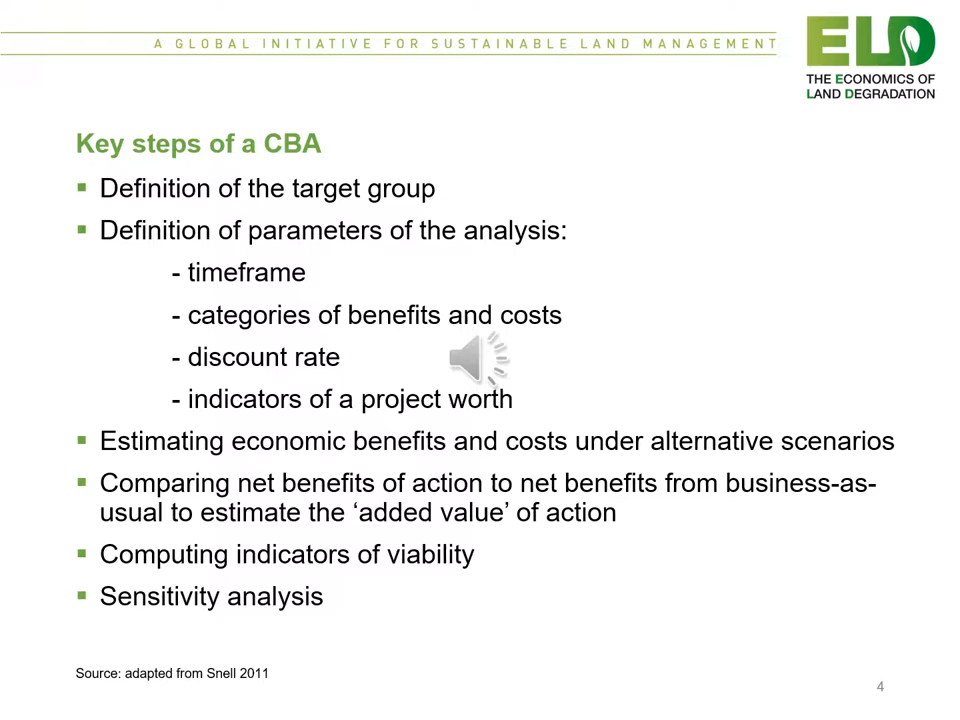 A GLOBAL INITIATIVE FOR SUSTAINABLE LAND MANAGEMENT
ELD
THE ECONOMICS OF
LAND DEGRADATION
Key steps of a CBA
▪ Definition of the target group
▪ Definition of parameters of the analysis:
- timeframe
- categories of benefits and costs
- discount rate
- indicators of a project worth
▪ Estimating economic benefits and costs under alternative scenarios
▪ Comparing net benefits of action to net benefits from business-as-
usual to estimate the ‘added value’ of action
▪ Computing indicators of viability
▪ Sensitivity analysis
Source: adapted from Snell 2011
4